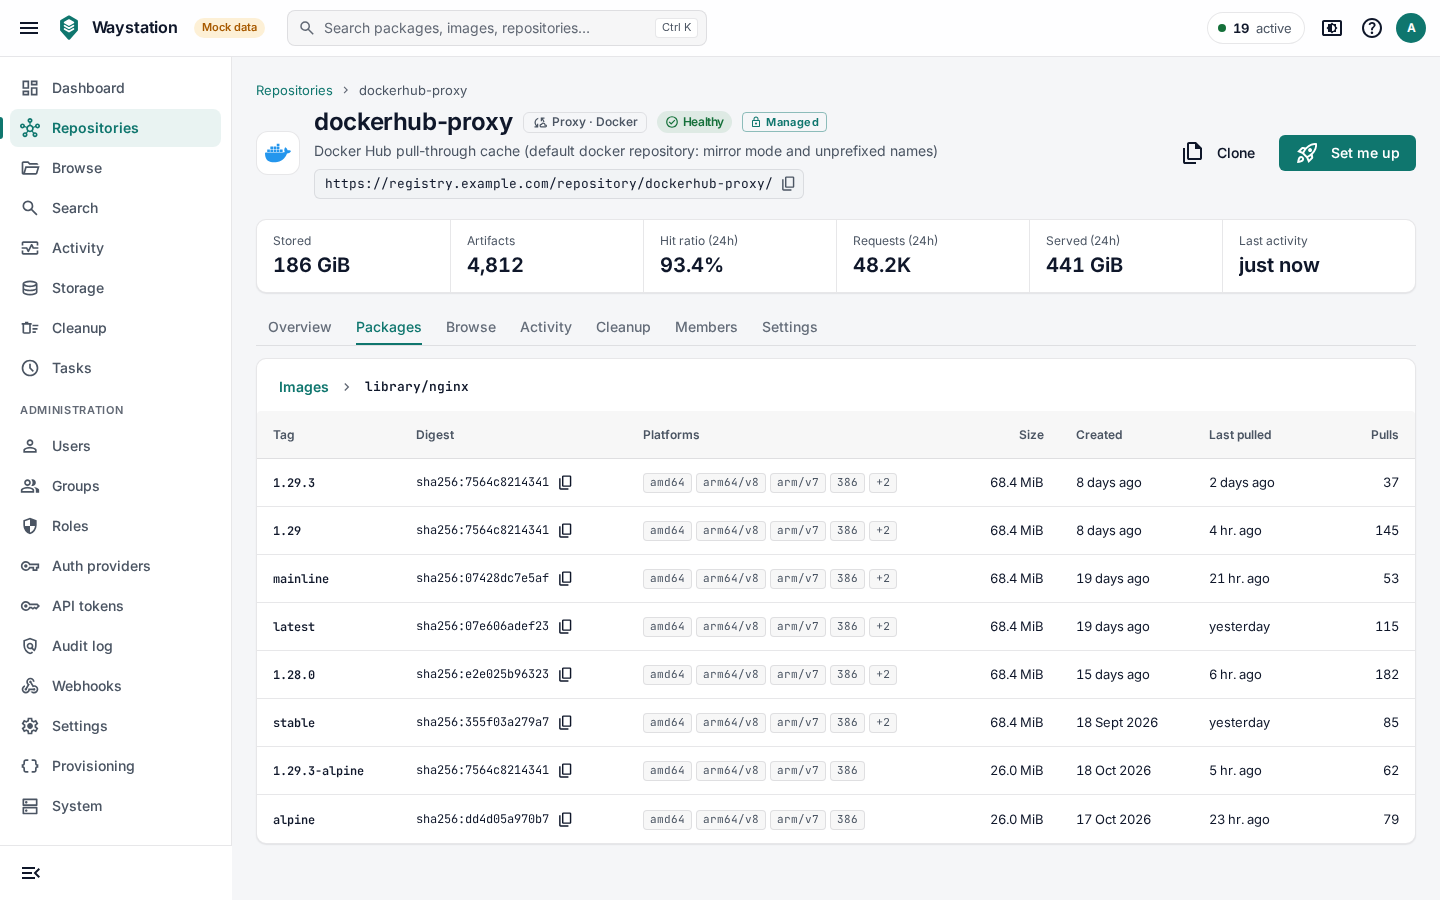 Waystation
Mock data
Search packages, images, repositories...
Ctrl K
19 active
A
Dashboard
Repositories
Browse
Search
Activity
Storage
Cleanup
Tasks
ADMINISTRATION
Users
Groups
Roles
Auth providers
API tokens
Audit log
Webhooks
Settings
Provisioning
System
Repositories > dockerhub-proxy
dockerhub-proxy
Proxy · Docker
Healthy
Managed
Docker Hub pull-through cache (default docker repository: mirror mode and unprefixed names)
https://registry.example.com/repository/dockerhub-proxy/
Clone
Set me up
Stored
186 GiB
Artifacts
4,812
Hit ratio (24h)
93.4%
Requests (24h)
48.2K
Served (24h)
441 GiB
Last activity
just now
Overview Packages Browse Activity Cleanup Members Settings
Images > library/nginx
Tag Digest Platforms Size Created Last pulled Pulls
1.29.3 sha256:7564c8214341 amd64 arm64/v8 arm/v7 386 +2 68.4 MiB 8 days ago 2 days ago 37
1.29 sha256:7564c8214341 amd64 arm64/v8 arm/v7 386 +2 68.4 MiB 8 days ago 4 hr. ago 145
mainline sha256:07428dc7e5af amd64 arm64/v8 arm/v7 386 +2 68.4 MiB 19 days ago 21 hr. ago 53
latest sha256:07e606adef23 amd64 arm64/v8 arm/v7 386 +2 68.4 MiB 19 days ago yesterday 115
1.28.0 sha256:e2e025b96323 amd64 arm64/v8 arm/v7 386 +2 68.4 MiB 15 days ago 6 hr. ago 182
stable sha256:355f03a279a7 amd64 arm64/v8 arm/v7 386 +2 68.4 MiB 18 Sept 2026 yesterday 85
1.29.3-alpine sha256:7564c8214341 amd64 arm64/v8 arm/v7 386 26.0 MiB 18 Oct 2026 5 hr. ago 62
alpine sha256:dd4d05a970b7 amd64 arm64/v8 arm/v7 386 26.0 MiB 17 Oct 2026 23 hr. ago 79